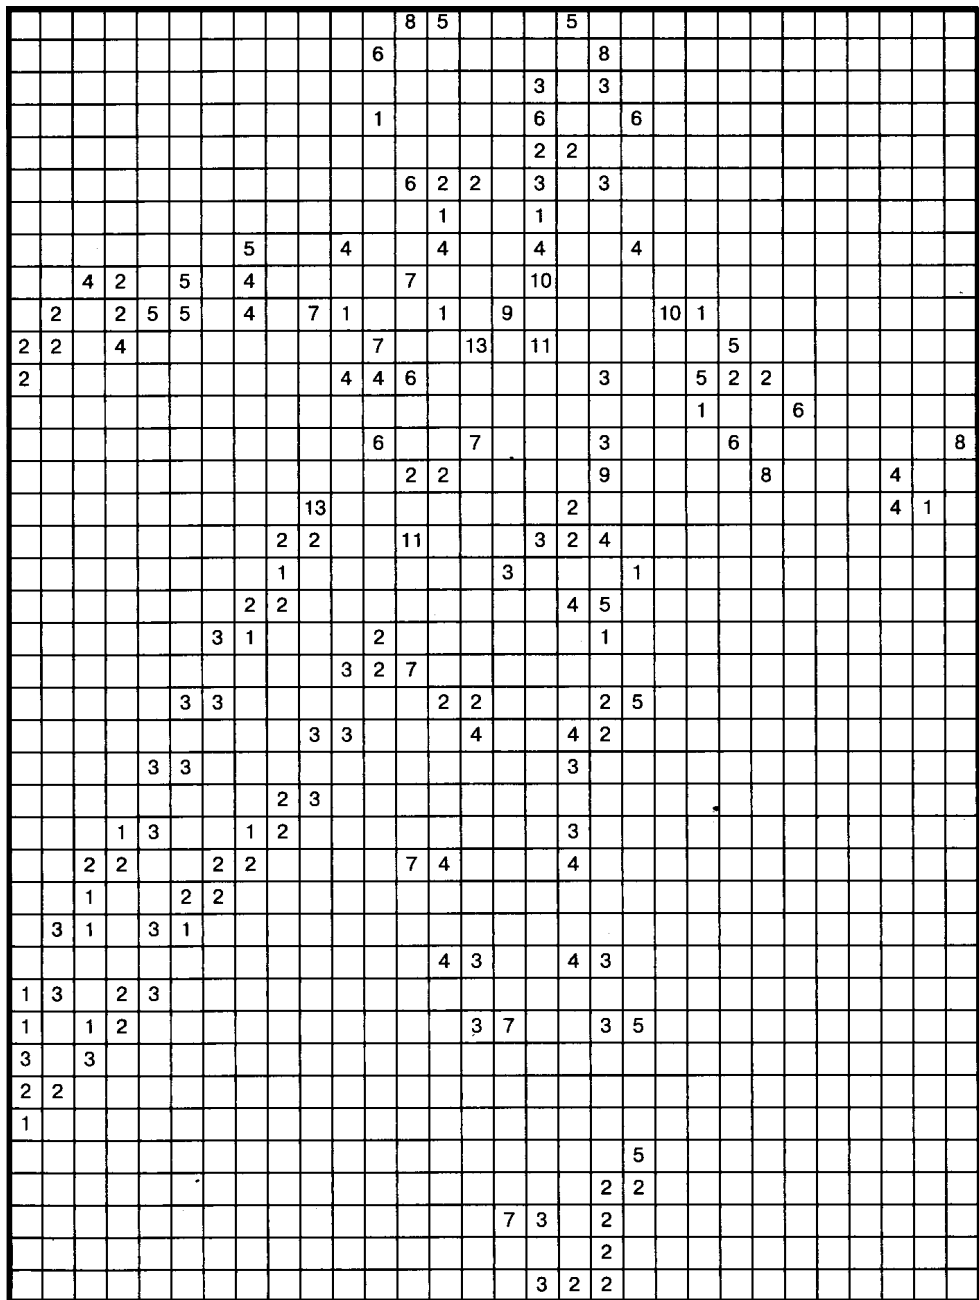 8 5 5
6 8
3 3
1 6 6
2 2
6 2 2 3 3
1 1
5 4 4 4 4
4 2 5 4 7 10
2 2 5 5 4 7 1 1 9 10 1
2 2 4 7 13 11 5
2 4 4 6 3 5 2 2
1 6
6 7 3 6 8
2 2 9 8 4
13 2 4 1
2 2 11 3 2 4
1 3 1
2 2 4 5
3 1 2 1
3 2 7
3 3 2 2 2 5
3 3 4 4 2
3 3 3
2 3
1 3 1 2 3
2 2 2 2 7 4 4
1 2 2
3 1 3 1
4 3 4 3
1 3 2 3
1 1 2 3 7 3 5
3 3
2 2
1
5
2 2
7 3 2
2
3 2 2